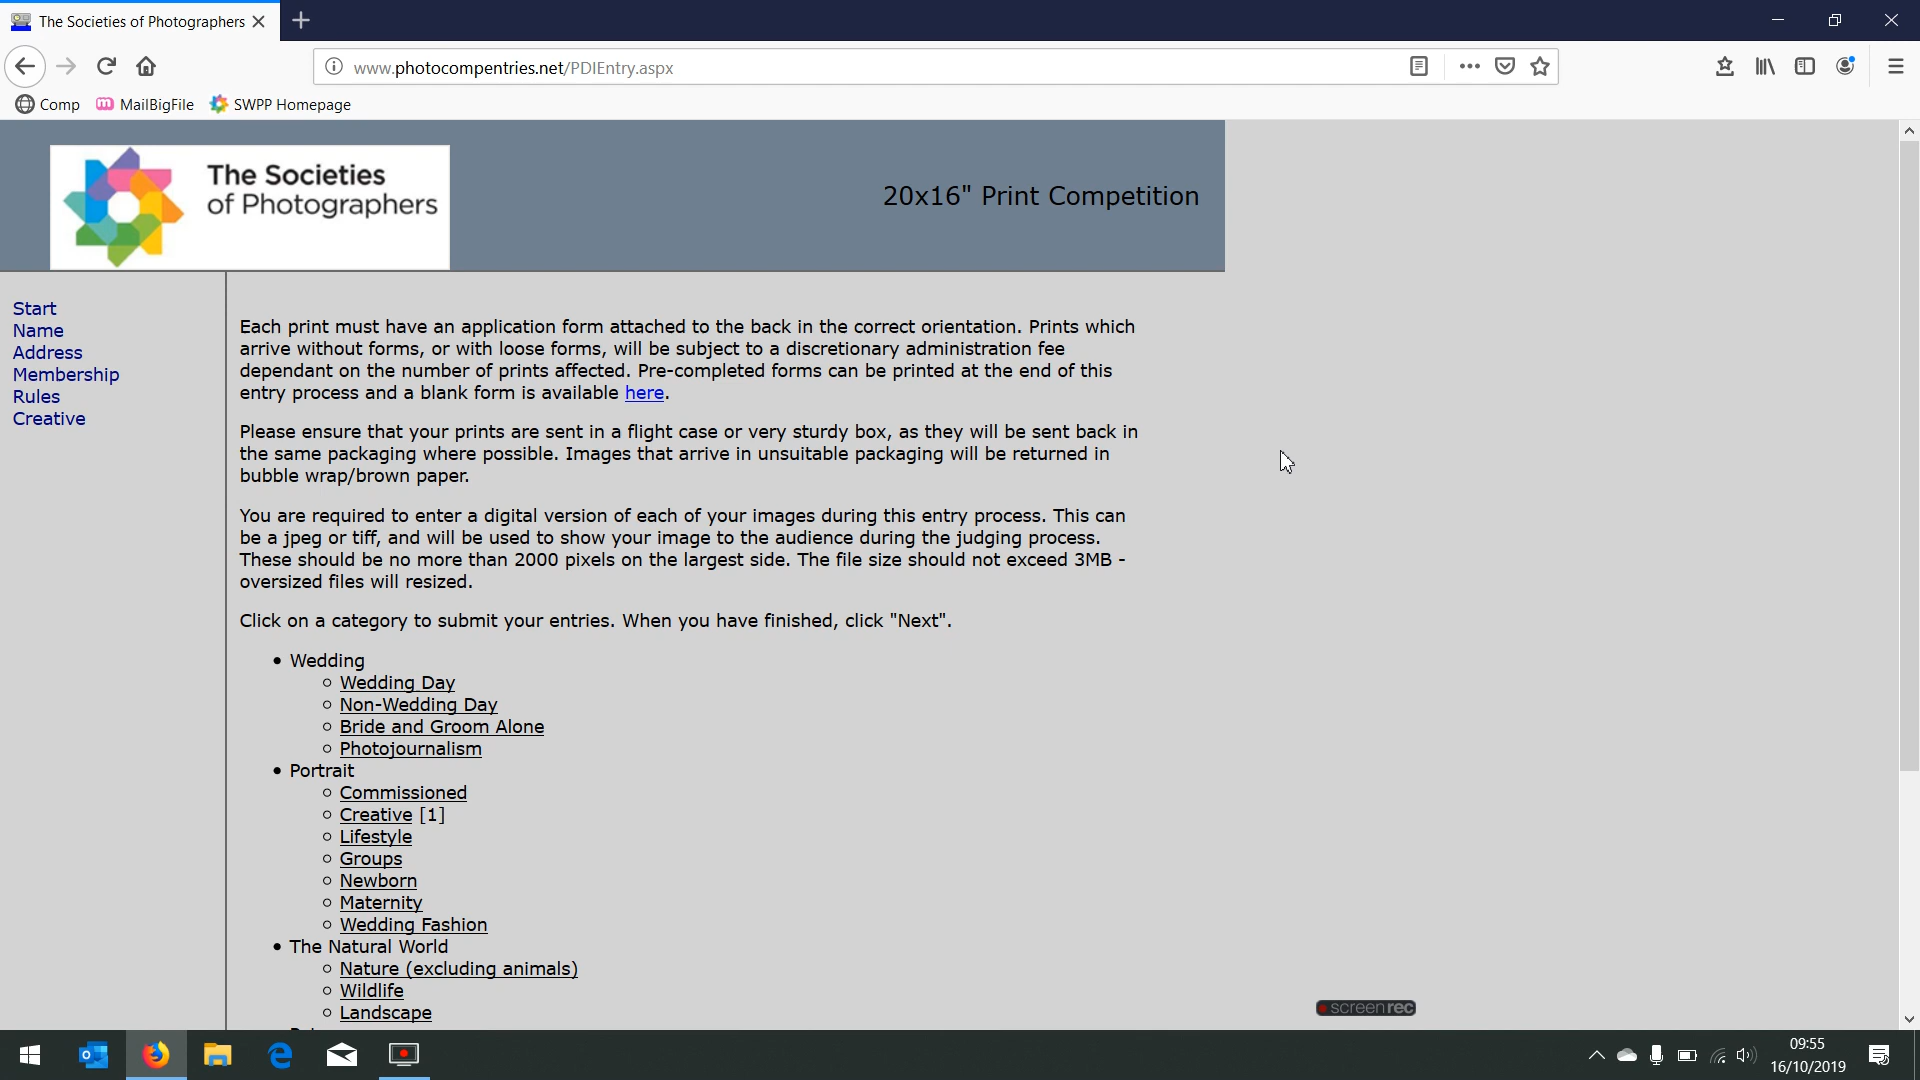 The Societies of Photographers
www.photocompentries.net/PDIEntry.aspx
Comp MailBigFile SWPP Homepage
The Societies
of Photographers
20x16" Print Competition
Start
Name
Address
Membership
Rules
Creative
Each print must have an application form attached to the back in the correct orientation. Prints which
arrive without forms, or with loose forms, will be subject to a discretionary administration fee
dependant on the number of prints affected. Pre-completed forms can be printed at the end of this
entry process and a blank form is available here.
Please ensure that your prints are sent in a flight case or very sturdy box, as they will be sent back in
the same packaging where possible. Images that arrive in unsuitable packaging will be returned in
bubble wrap/brown paper.
You are required to enter a digital version of each of your images during this entry process. This can
be a jpeg or tiff, and will be used to show your image to the audience during the judging process.
These should be no more than 2000 pixels on the largest side. The file size should not exceed 3MB -
oversized files will resized.
Click on a category to submit your entries. When you have finished, click "Next".
Wedding
Wedding Day
Non-Wedding Day
Bride and Groom Alone
Photojournalism
Portrait
Commissioned
Creative [1]
Lifestyle
Groups
Newborn
Maternity
Wedding Fashion
The Natural World
Nature (excluding animals)
Wildlife
Landscape
screenrec
09:55
16/10/2019